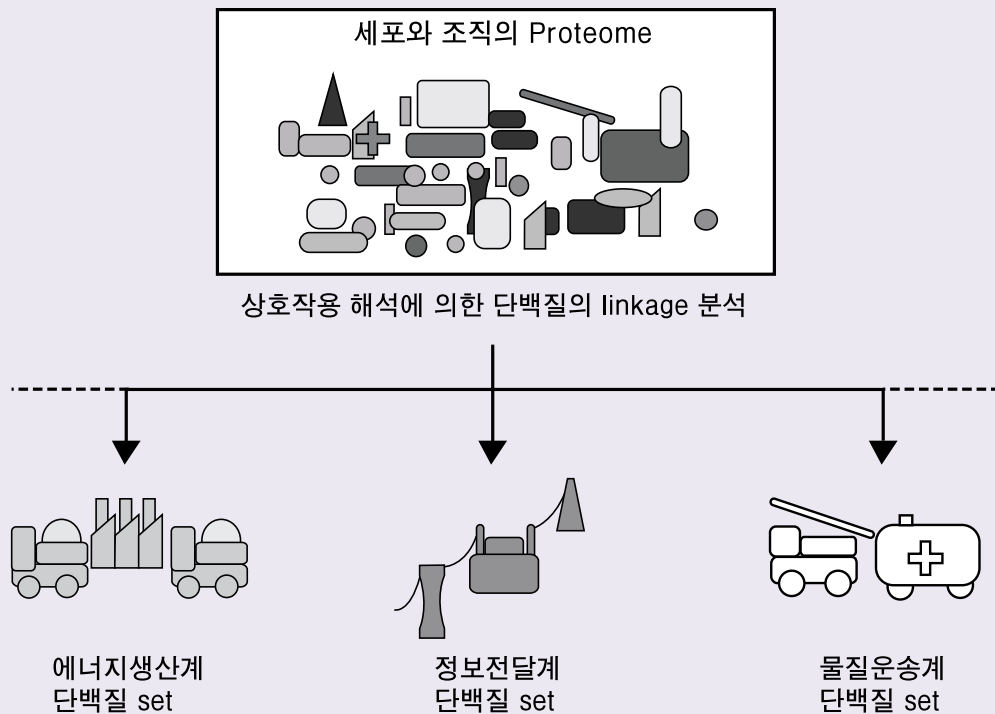 세포와 조직의 Proteome
상호작용 해석에 의한 단백질의 linkage 분석
에너지생산계
단백질 set
정보전달계
단백질 set
물질운송계
단백질 set